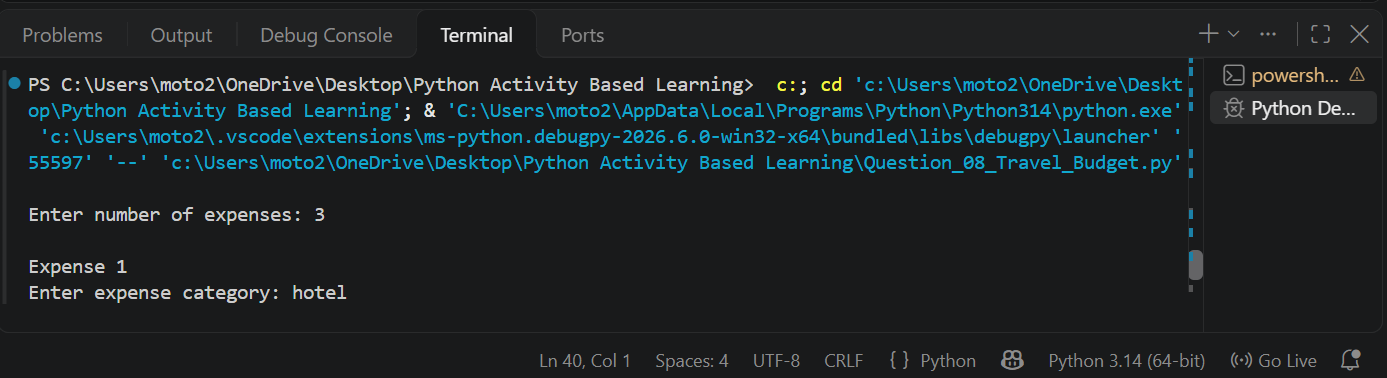 Problems Output Debug Console Terminal Ports
PS C:\Users\moto2\OneDrive\Desktop\Python Activity Based Learning>  c:; cd 'c:\Users\moto2\OneDrive\Deskt
op\Python Activity Based Learning'; & 'C:\Users\moto2\AppData\Local\Programs\Python\Python314\python.exe'
 'c:\Users\moto2\.vscode\extensions\ms-python.debugpy-2026.6.0-win32-x64\bundled\libs\debugpy\launcher' '
55597' '--' 'c:\Users\moto2\OneDrive\Desktop\Python Activity Based Learning\Question_08_Travel_Budget.py'
Enter number of expenses: 3
Expense 1
Enter expense category: hotel
powersh...
Python De...
Ln 40, Col 1 Spaces: 4 UTF-8 CRLF { } Python Python 3.14 (64-bit) Go Live